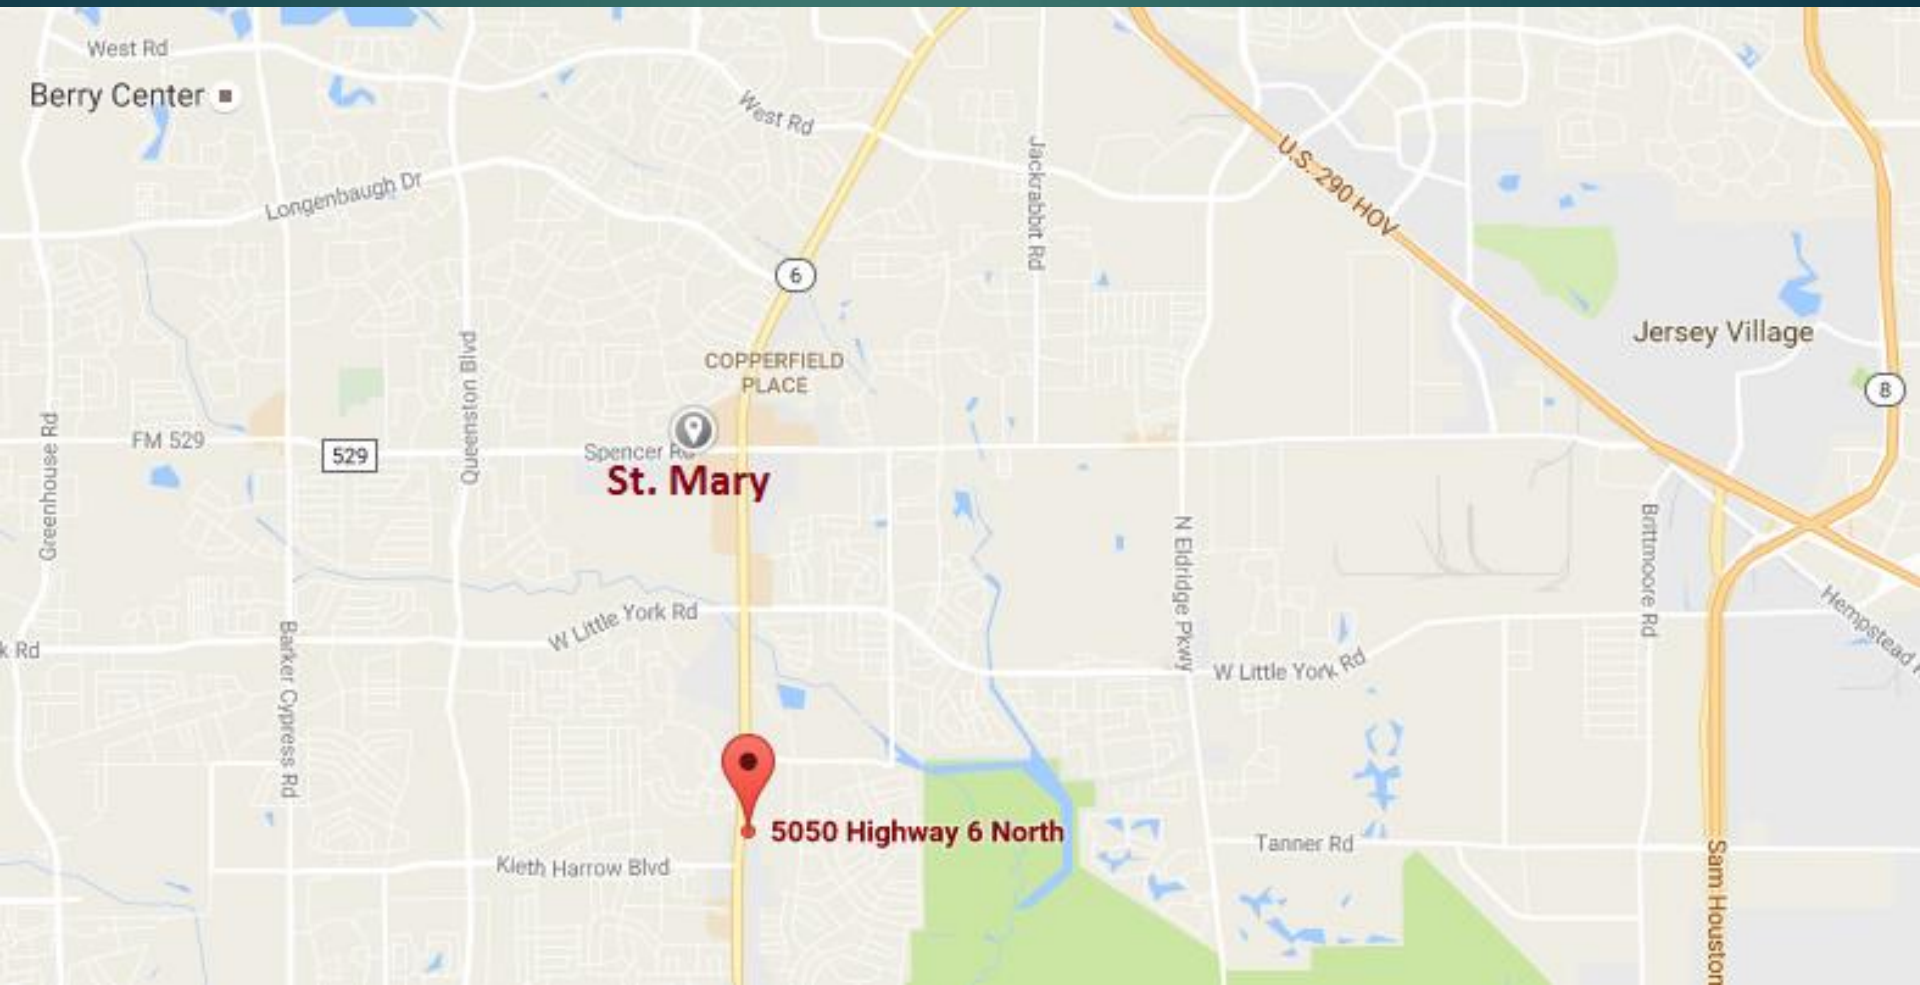 West Rd
Berry Center
West Rd
Jackrabbit Rd
U.S. 290 HOV
Longenbaugh Dr
6
Jersey Village
COPPERFIELD
PLACE
8
Queenston Blvd
Greenhouse Rd
FM 529
529
Spencer Rd
St. Mary
N Eldridge Pkwy
Brittmoore Rd
Hempstead
W Little York Rd
k Rd
Barker Cypress Rd
W Little York Rd
5050 Highway 6 North
Tanner Rd
Kieth Harrow Blvd
Sam Houston